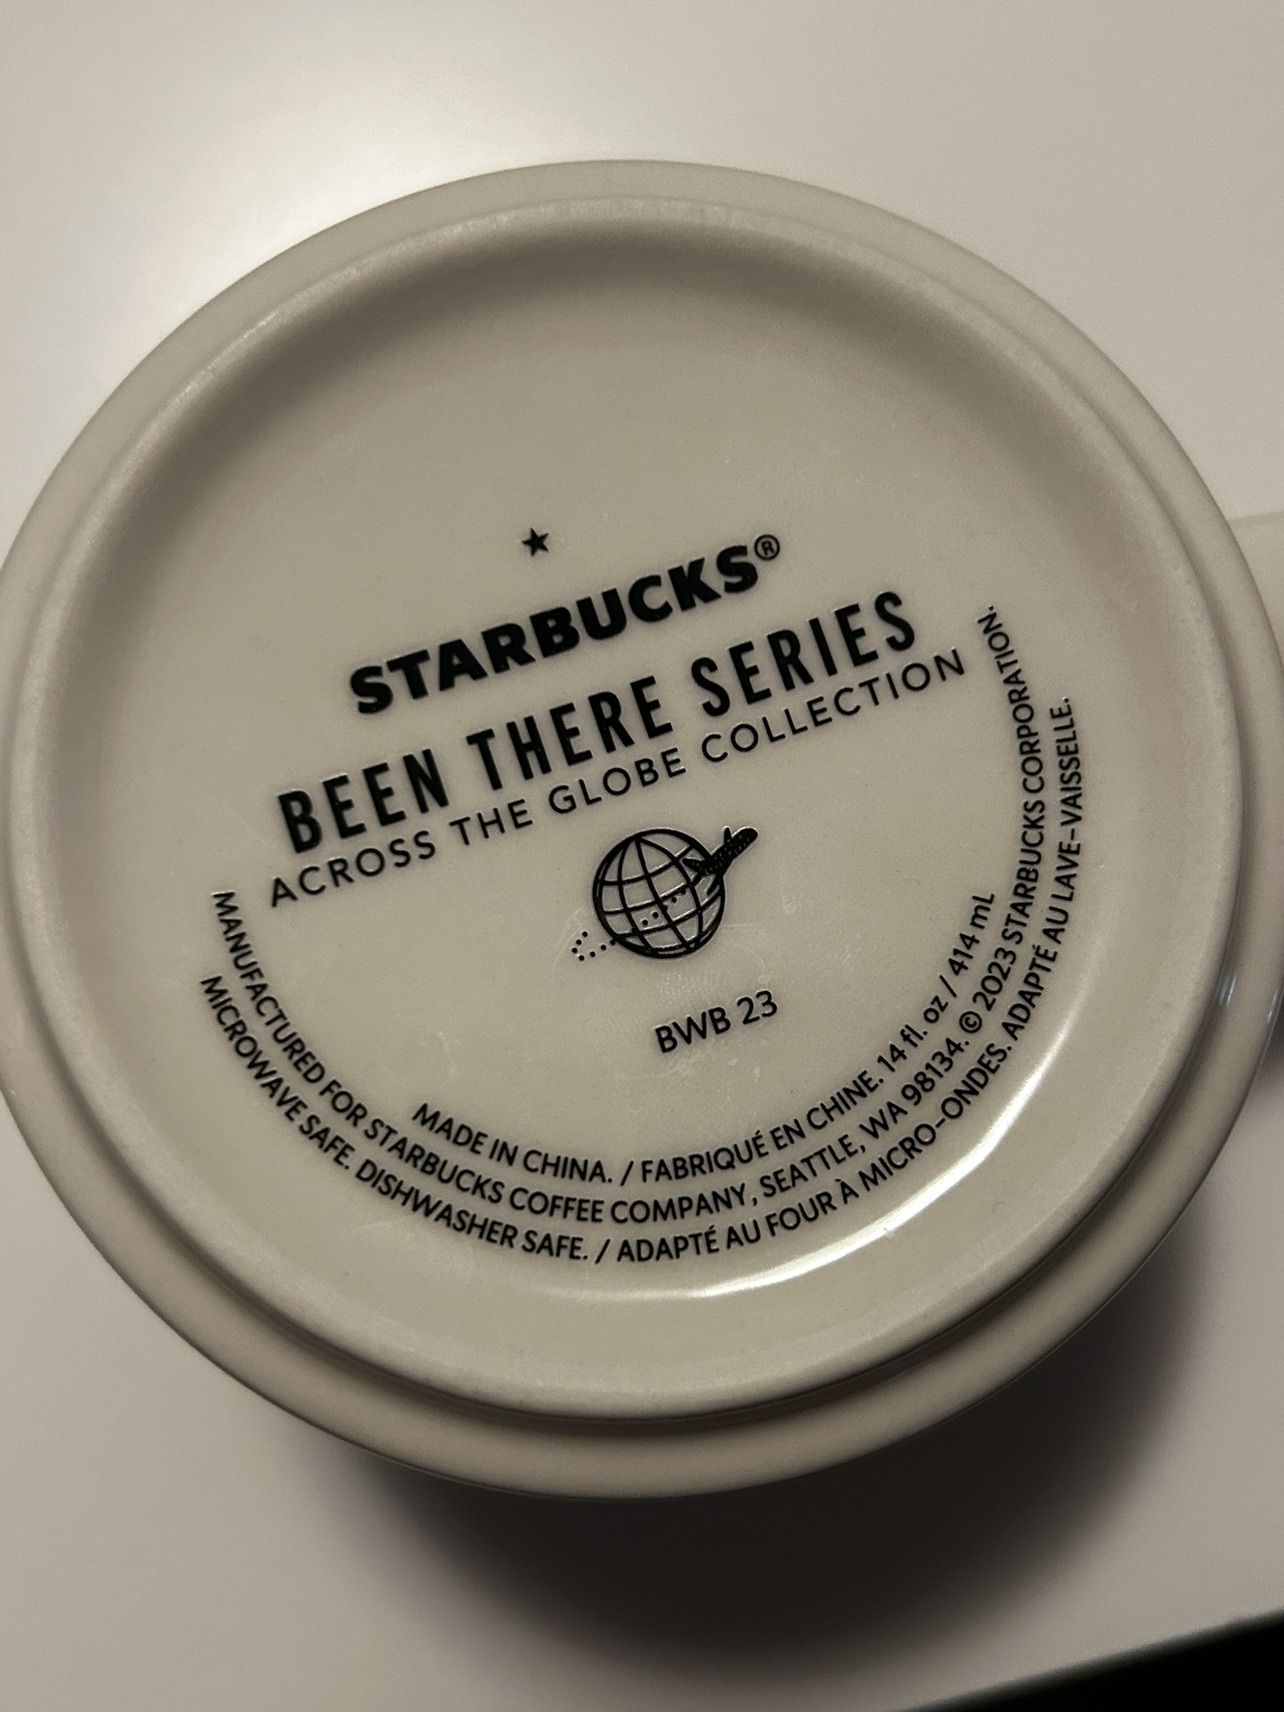 ★
STARBUCKS®
BEEN THERE SERIES
ACROSS THE GLOBE COLLECTION
BWB 23
MADE IN CHINA. / FABRIQUÉ EN CHINE. 14 fl. oz / 414 mL
MANUFACTURED FOR STARBUCKS COFFEE COMPANY, SEATTLE, WA 98134. © 2023 STARBUCKS CORPORATION.
MICROWAVE SAFE. DISHWASHER SAFE. / ADAPTÉ AU FOUR À MICRO-ONDES. ADAPTÉ AU LAVE-VAISSELLE.